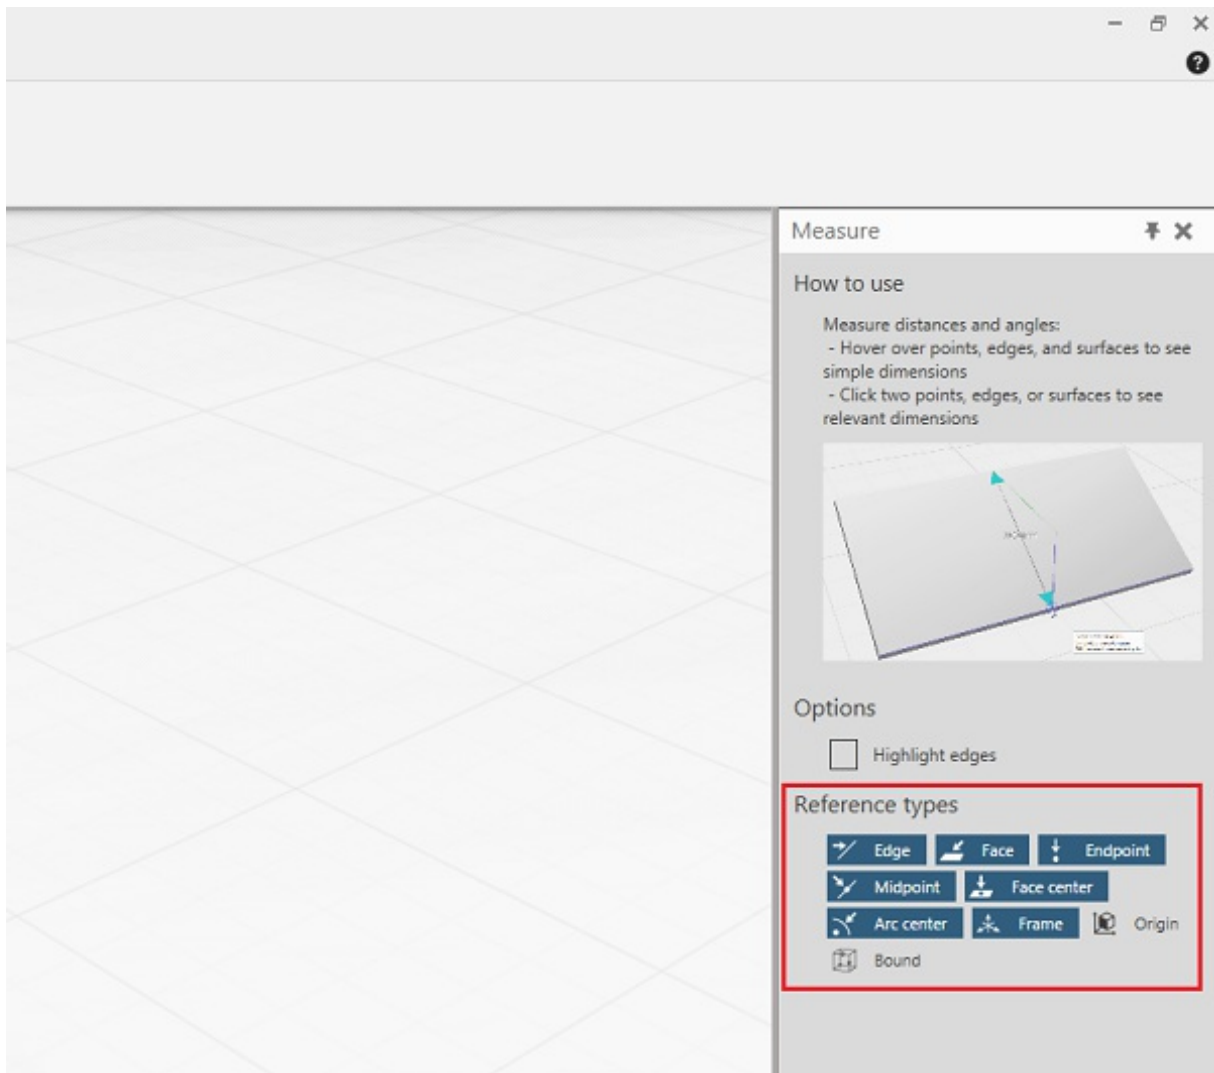 Measure
How to use
Measure distances and angles:
- Hover over points, edges, and surfaces to see
simple dimensions
- Click two points, edges, or surfaces to see
relevant dimensions
Options
Highlight edges
Reference types
Edge Face Endpoint
Midpoint Face center
Arc center Frame Origin
Bound